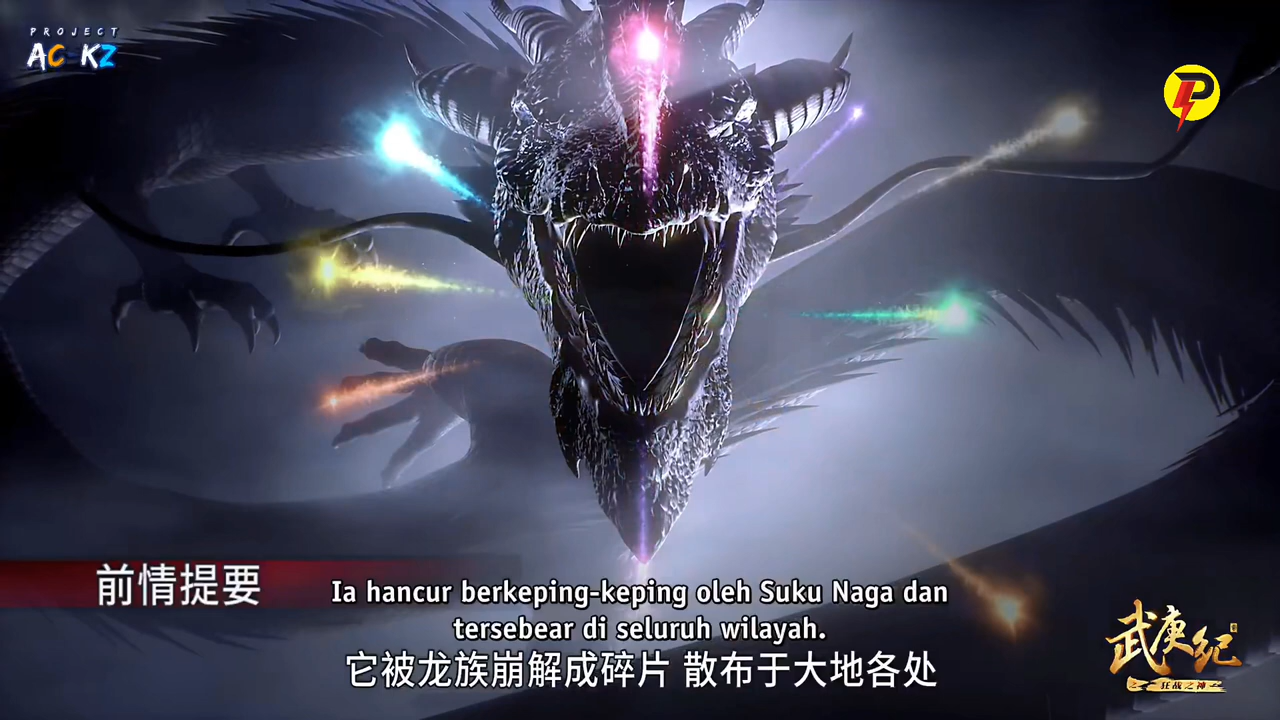 PROJECT
AC KZ
P
前情提要
Ia hancur berkeping-keping oleh Suku Naga dan
tersebear di seluruh wilayah.
它被龙族崩解成碎片 散布于大地各处
武庚纪
狂战之神